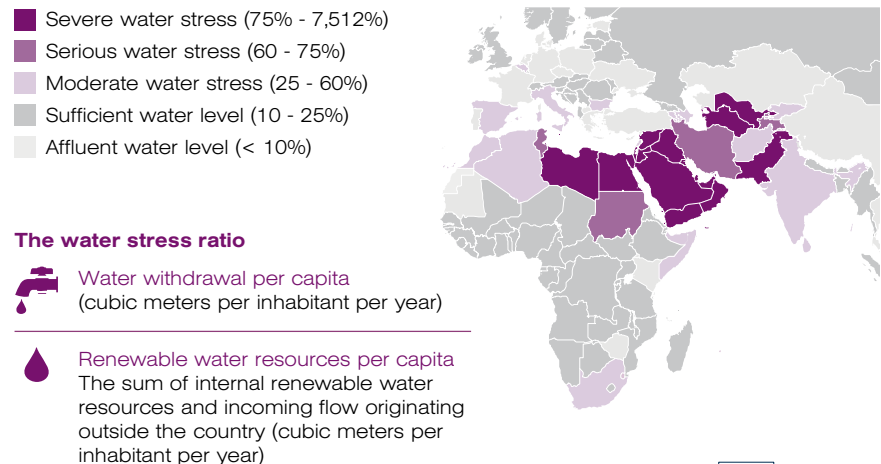 Severe water stress (75% - 7,512%)
Serious water stress (60 - 75%)
Moderate water stress (25 - 60%)
Sufficient water level (10 - 25%)
Affluent water level (< 10%)
The water stress ratio
Water withdrawal per capita
(cubic meters per inhabitant per year)
Renewable water resources per capita
The sum of internal renewable water
resources and incoming flow originating
outside the country (cubic meters per
inhabitant per year)